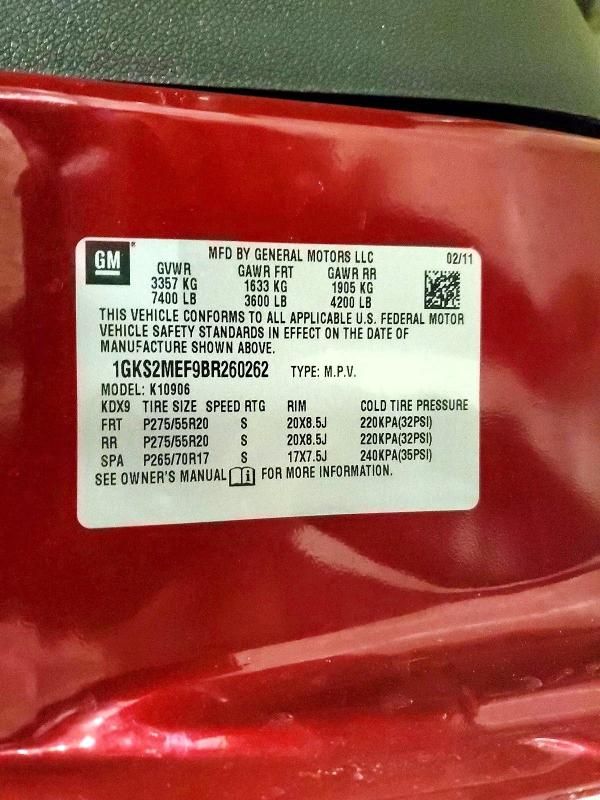 GM
MFD BY GENERAL MOTORS LLC 02/11
GVWR GAWR FRT GAWR RR
3357 KG 1633 KG 1905 KG
7400 LB 3600 LB 4200 LB
THIS VEHICLE CONFORMS TO ALL APPLICABLE U.S. FEDERAL MOTOR
VEHICLE SAFETY STANDARDS IN EFFECT ON THE DATE OF
MANUFACTURE SHOWN ABOVE.
1GKS2MEF9BR260262 TYPE: M.P.V.
MODEL: K10906
KDX9 TIRE SIZE SPEED RTG RIM COLD TIRE PRESSURE
FRT P275/55R20 S 20X8.5J 220KPA(32PSI)
RR P275/55R20 S 20X8.5J 220KPA(32PSI)
SPA P265/70R17 S 17X7.5J 240KPA(35PSI)
SEE OWNER'S MANUAL i FOR MORE INFORMATION.